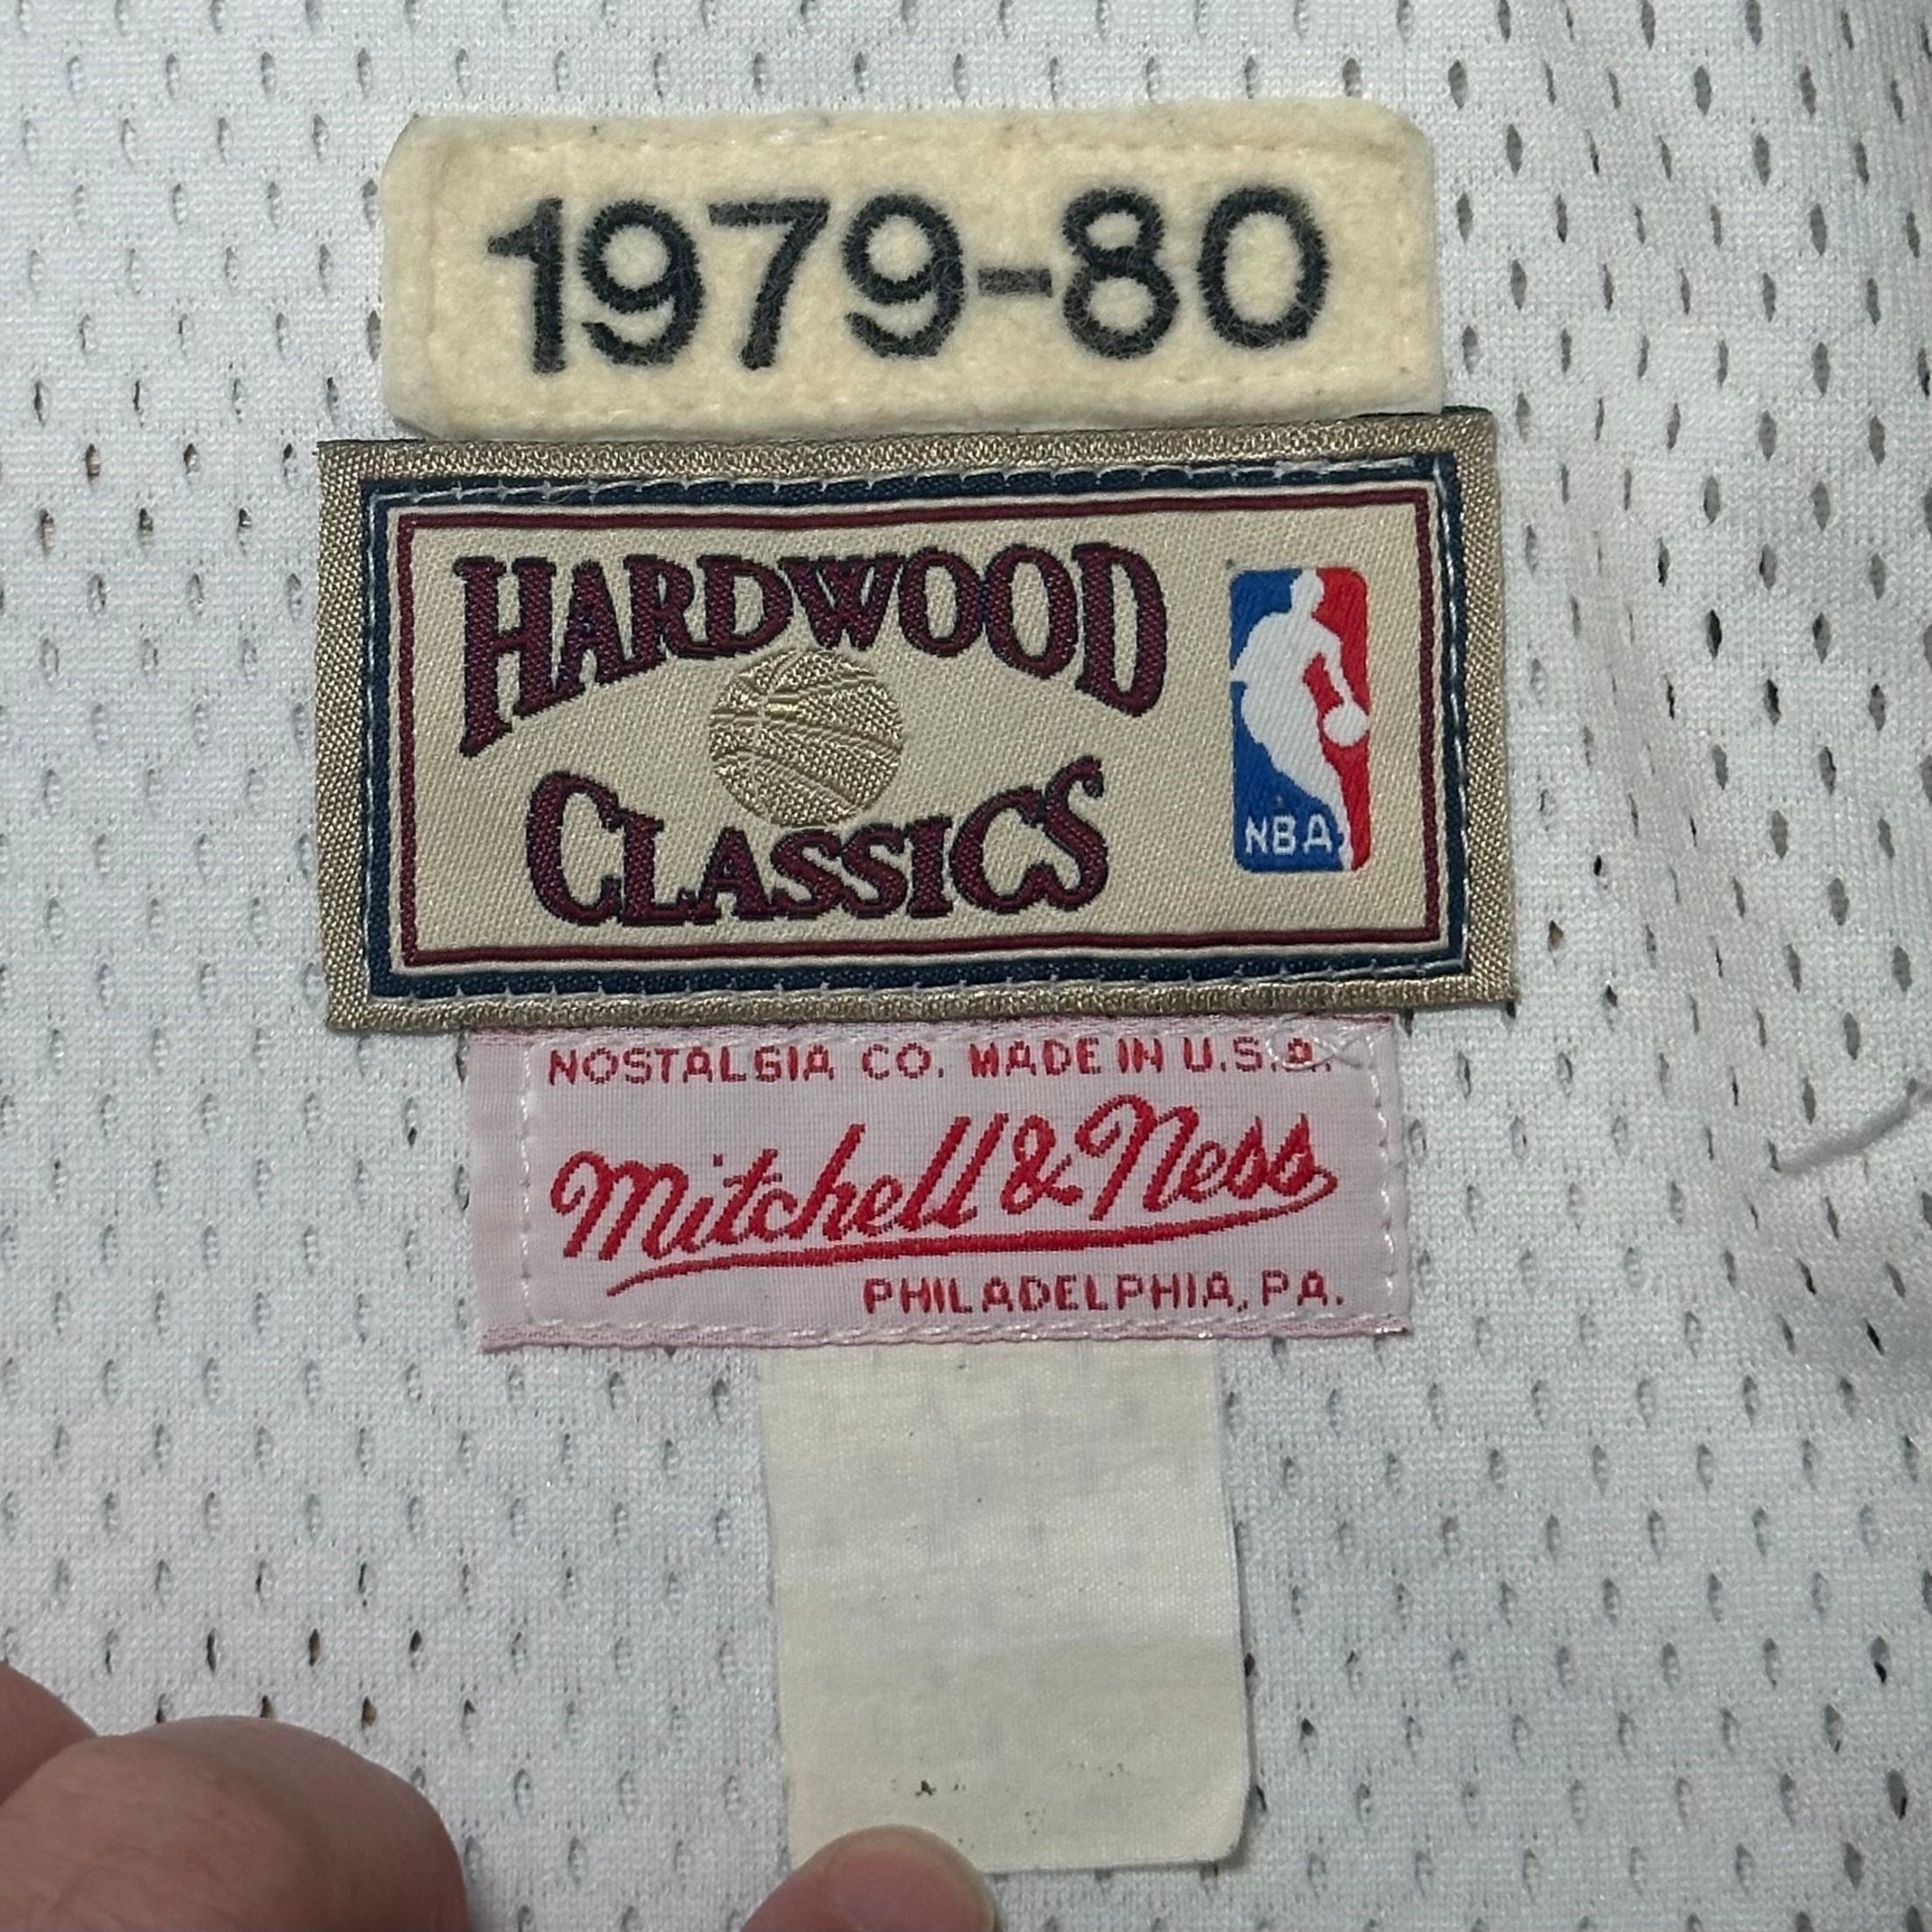 1979-80
HARDWOOD
CLASSICS
NBA
NOSTALGIA CO. MADE IN U.S.A.
Mitchell & Ness
PHILADELPHIA, PA.